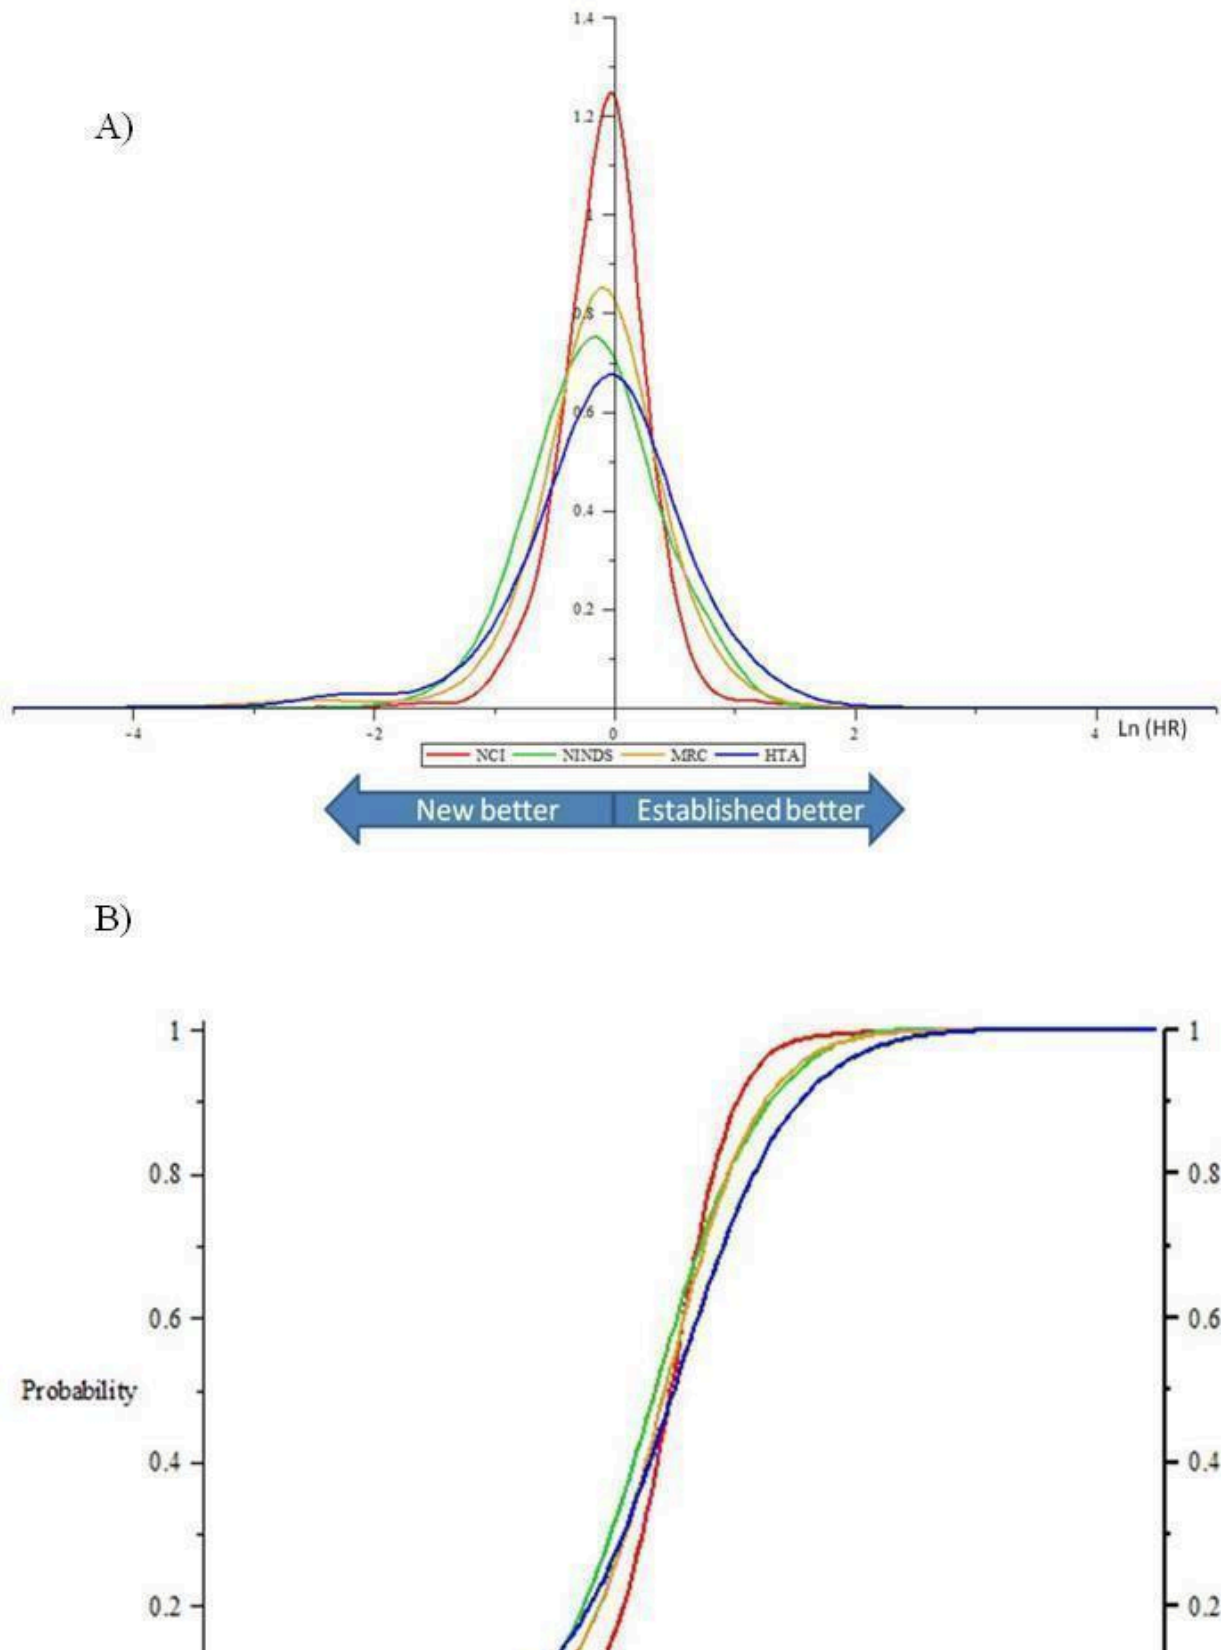 1.4
A)
1.2
1
0.8
0.6
0.4
0.2
-4 -2 0 2 4 Ln (HR)
NCI NINDS MRC HTA
New better Established better
B)
1 1
0.8 0.8
0.6 0.6
Probability
0.4 0.4
0.2 0.2